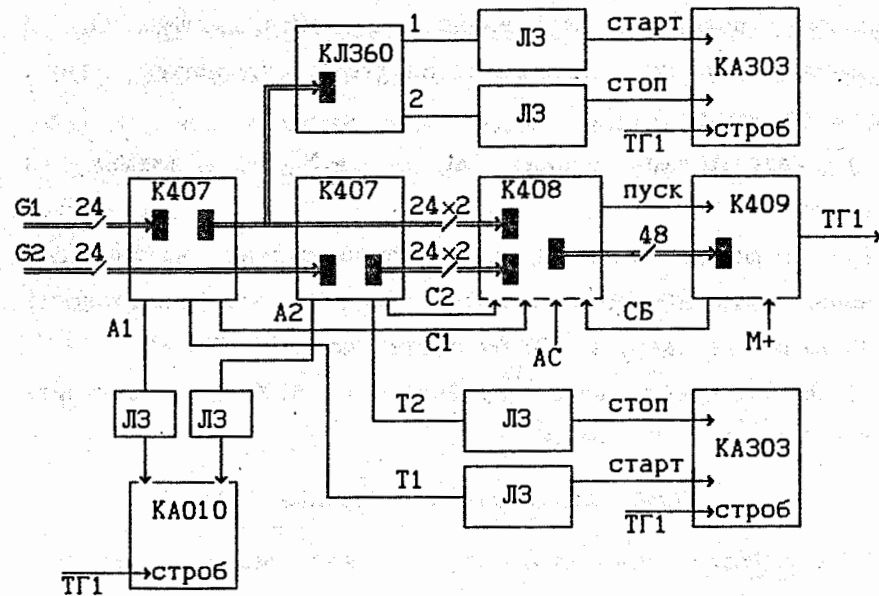 КЛ360
1
ЛЗ
старт
КА303
2
ЛЗ
стоп
ТГ1
строб
G1
24
К407
К407
24×2
К408
пуск
К409
ТГ1
G2
24
24×2
48
А1
А2
С2
С1
АС
СБ
М+
ЛЗ
ЛЗ
Т2
ЛЗ
стоп
КА303
Т1
ЛЗ
старт
ТГ1
строб
КА010
ТГ1
строб